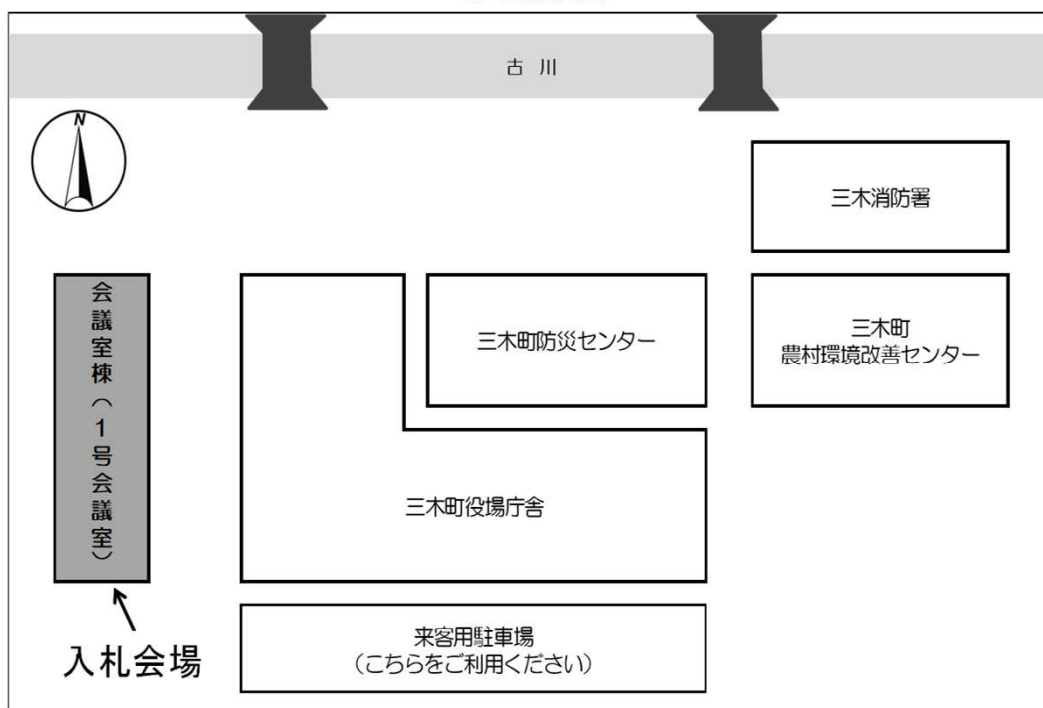 古川
N
三木消防署
会議室棟（1号会議室）
三木町防災センター
三木町
農村環境改善センター
三木町役場庁舎
入札会場
来客用駐車場
（こちらをご利用ください）